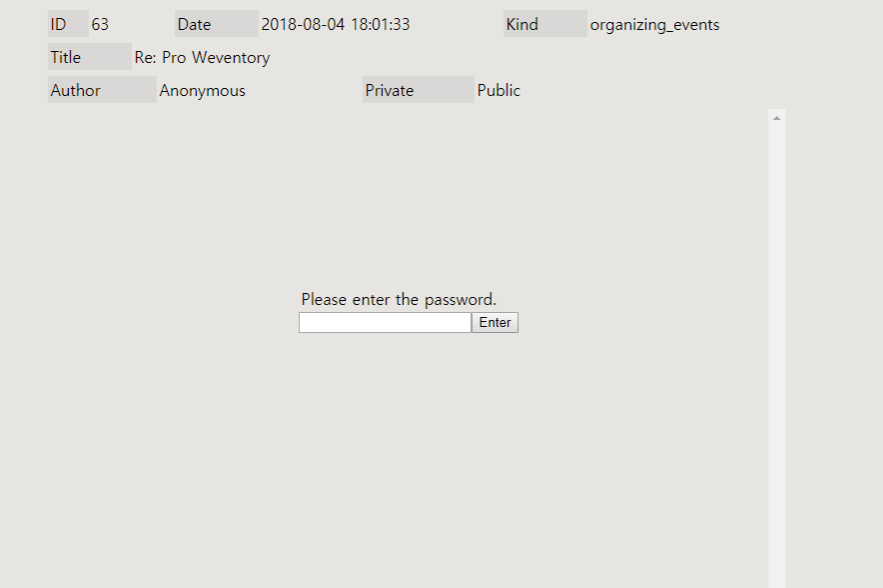 ID 63 Date 2018-08-04 18:01:33 Kind organizing_events
Title Re: Pro Weventory
Author Anonymous Private Public
Please enter the password.
Enter